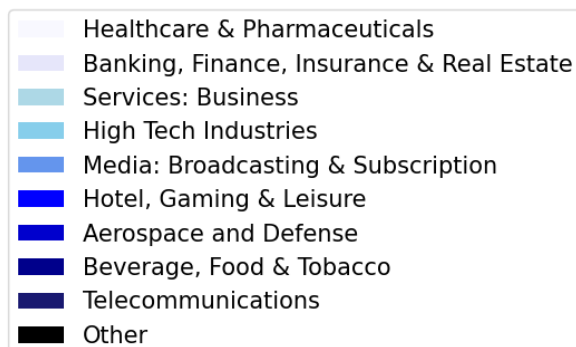 Healthcare & Pharmaceuticals
Banking, Finance, Insurance & Real Estate
Services: Business
High Tech Industries
Media: Broadcasting & Subscription
Hotel, Gaming & Leisure
Aerospace and Defense
Beverage, Food & Tobacco
Telecommunications
Other